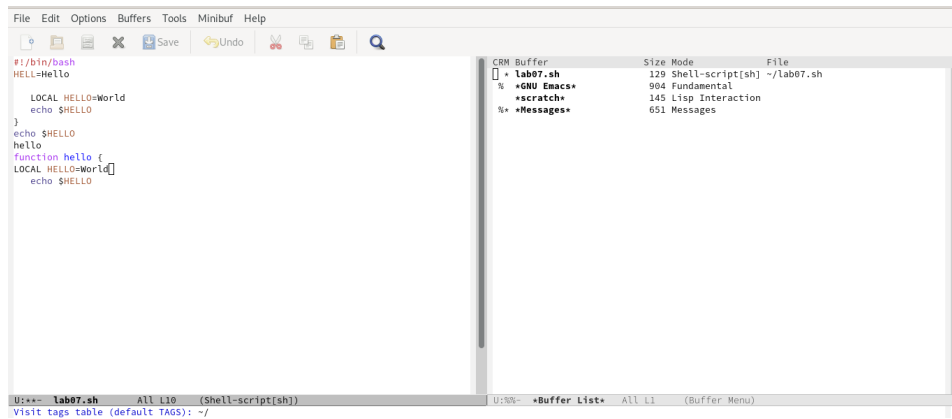 File Edit Options Buffers Tools Minibuf Help
Save Undo
#!/bin/bash
HELL=Hello
LOCAL HELLO=World
echo $HELLO
}
echo $HELLO
hello
function hello {
LOCAL HELLO=World
echo $HELLO
U:**- lab07.sh All L10 (Shell-script[sh])
CRM Buffer Size Mode File
* lab07.sh 129 Shell-script[sh] ~/lab07.sh
% *GNU Emacs* 904 Fundamental
*scratch* 145 Lisp Interaction
%* *Messages* 651 Messages
U:%%- *Buffer List* All L1 (Buffer Menu)
Visit tags table (default TAGS): ~/